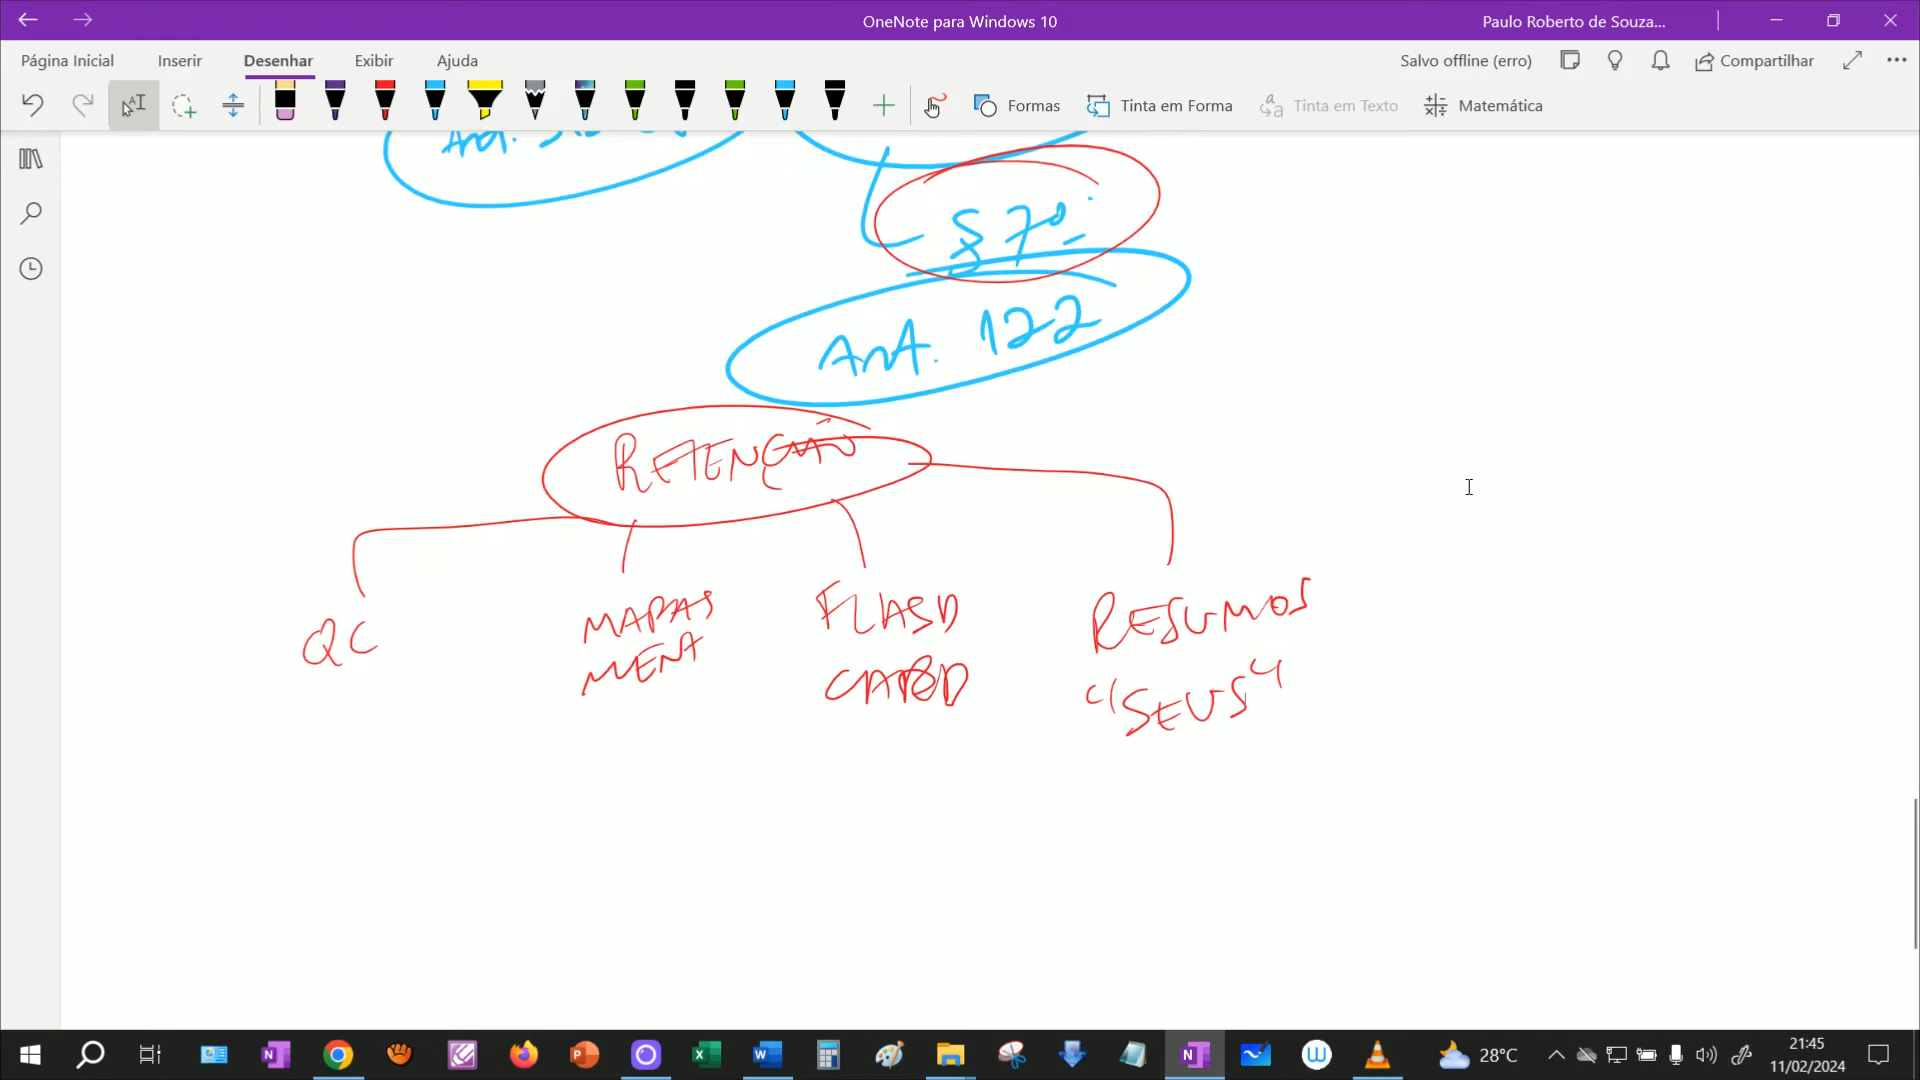 OneNote para Windows 10
Paulo Roberto de Souza...
Página Inicial
Inserir
Desenhar
Exibir
Ajuda
Salvo offline (erro)
Compartilhar
Formas
Tinta em Forma
Tinta em Texto
Matemática
Art.
§ 7º
Art. 122
RETENÇÃO
QC
MAPAS
MENT
FLASD
CARD
RESUMOS
"SEUS"
28°C
21:45
11/02/2024